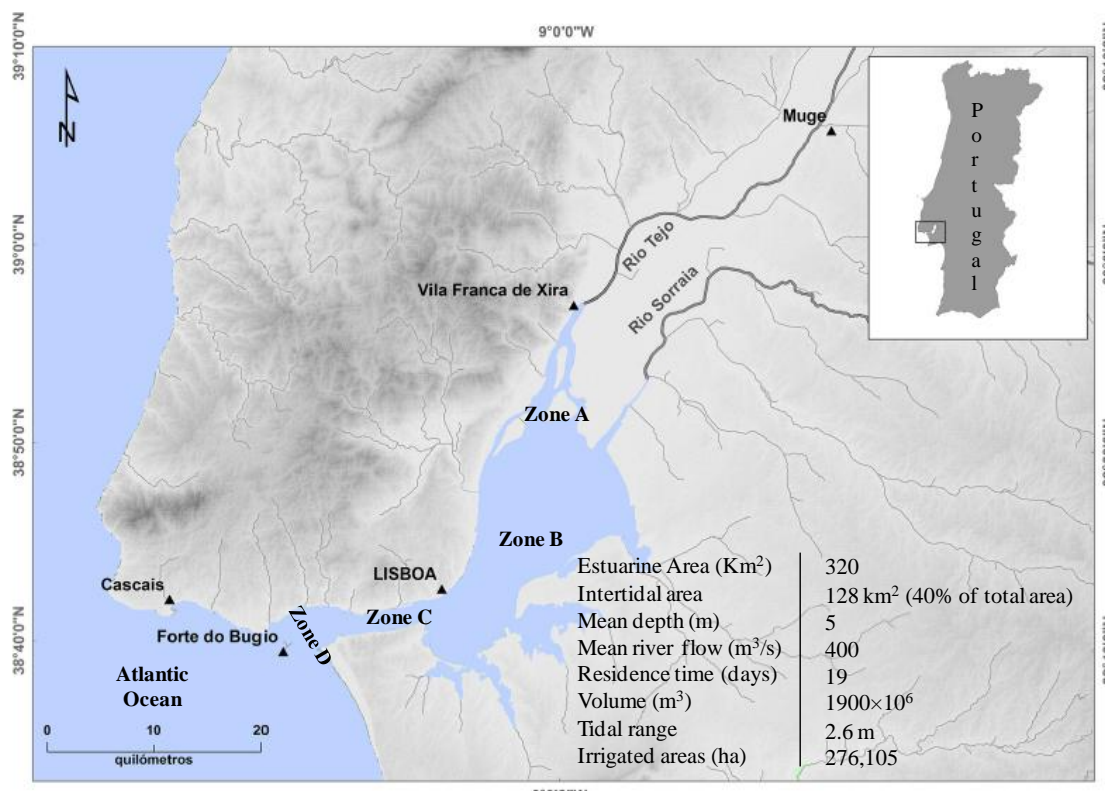 9°0'0"W
39°10'0"N
N
Muge
Portugal
39°0'0"N
Rio Tejo
Vila Franca de Xira
Rio Sorraia
Zone A
38°50'0"N
Zone B
Estuarine Area (Km²) 320
LISBOA
Cascais
Intertidal area 128 km² (40% of total area)
Zone C
Mean depth (m) 5
Forte do Bugio
Zone D
38°40'0"N
Mean river flow (m³/s) 400
Atlantic
Ocean
Residence time (days) 19
Volume (m³) 1900×10⁶
Tidal range 2.6 m
0 10 20
Irrigated areas (ha) 276,105
quilómetros